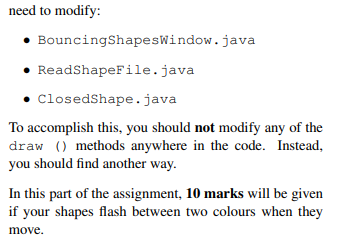 need to modify:
• BouncingShapesWindow.java
• ReadShapeFile.java
• ClosedShape.java
To accomplish this, you should not modify any of the
draw () methods anywhere in the code. Instead,
you should find another way.
In this part of the assignment, 10 marks will be given
if your shapes flash between two colours when they
move.